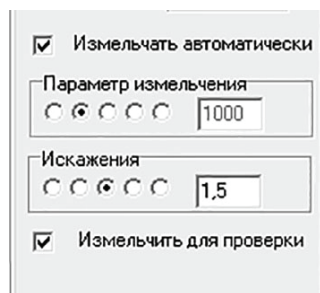 Измельчать автоматически
Параметр измельчения
1000
Искажения
1,5
Измельчить для проверки